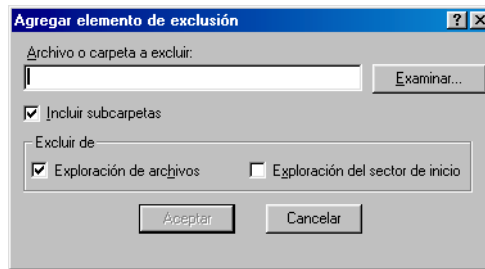 Agregar elemento de exclusión
Archivo o carpeta a excluir:
Examinar...
Incluir subcarpetas
Excluir de
Exploración de archivos
Exploración del sector de inicio
Aceptar
Cancelar